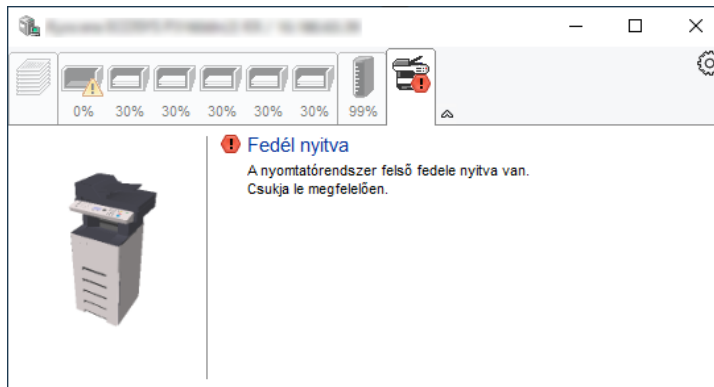 0% 30% 30% 30% 30% 30% 99%
Fedél nyitva
A nyomtatórendszer felső fedele nyitva van.
Csukja le megfelelően.